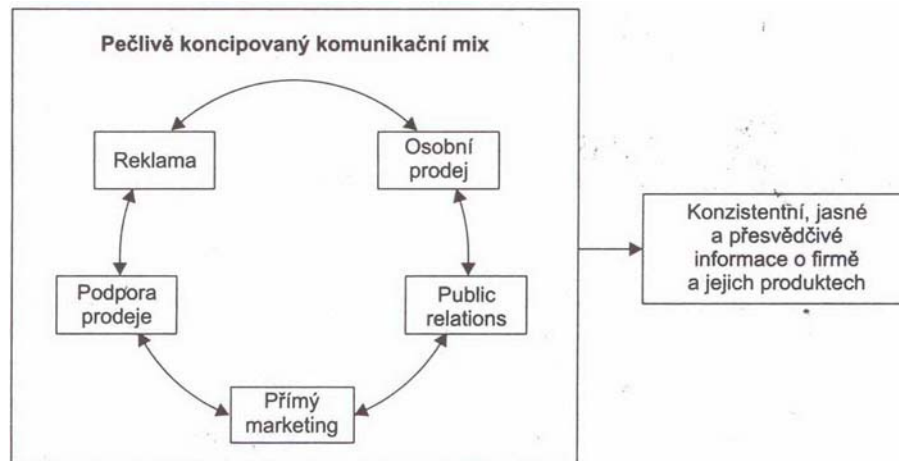 Pečlivě koncipovaný komunikační mix
Reklama
Osobní
prodej
Podpora
prodeje
Public
relations
Přímý
marketing
Konzistentní, jasné
a přesvědčivé
informace o firmě
a jejich produktech